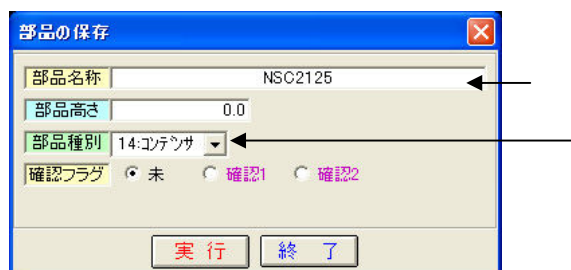 部品の保存
部品名称 NSC2125
部品高さ 0.0
部品種別 14:ｺﾝﾃﾞﾝｻ
確認フラグ 未 確認1 確認2
実 行 終 了